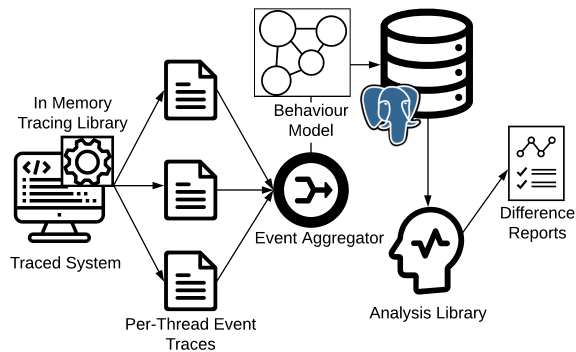 In Memory
Tracing Library
</>
Traced System
Per-Thread Event
Traces
Behaviour
Model
Event Aggregator
Analysis Library
Difference
Reports